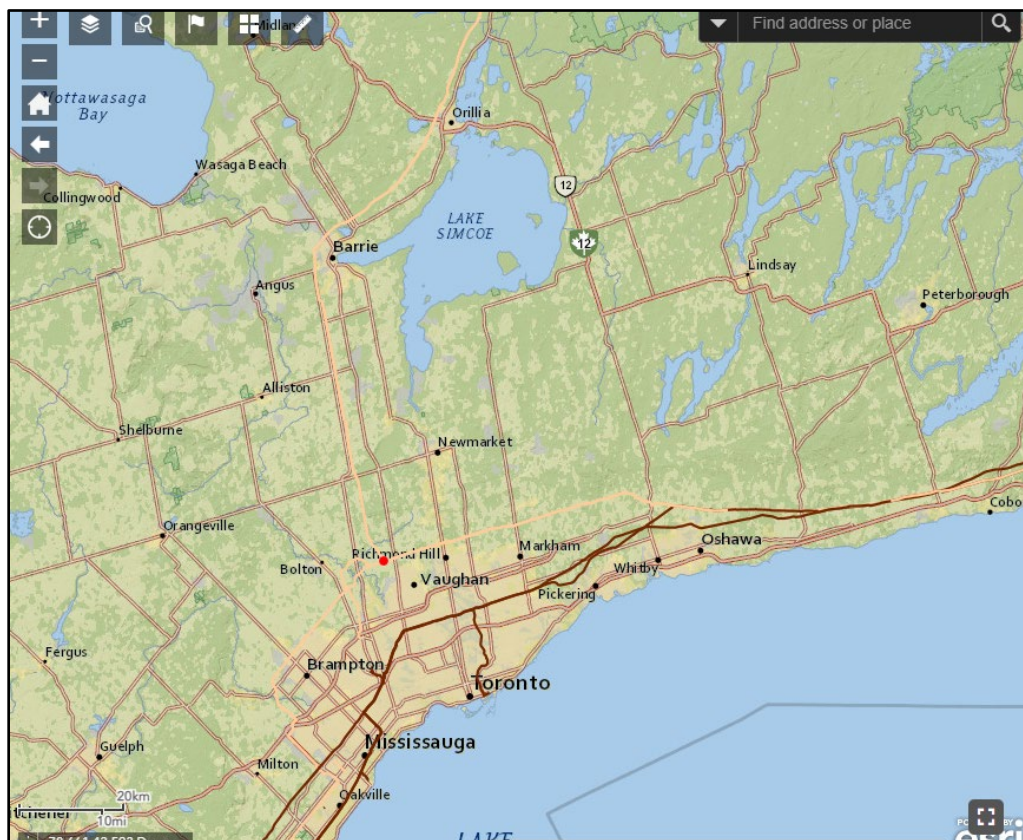 Midlan
Find address or place
Nottawasaga
Bay
Orillia
Wasaga Beach
Collingwood
12
LAKE
SIMCOE
12
Barrie
Lindsay
Angus
Peterborough
Alliston
Shelburne
Newmarket
Orangeville
Cobo
Richmond Hill
Markham
Oshawa
Bolton
Vaughan
Whitby
Pickering
Fergus
Brampton
Toronto
Mississauga
Guelph
Milton
20km
Oakville
tchener
10mi
LAKE